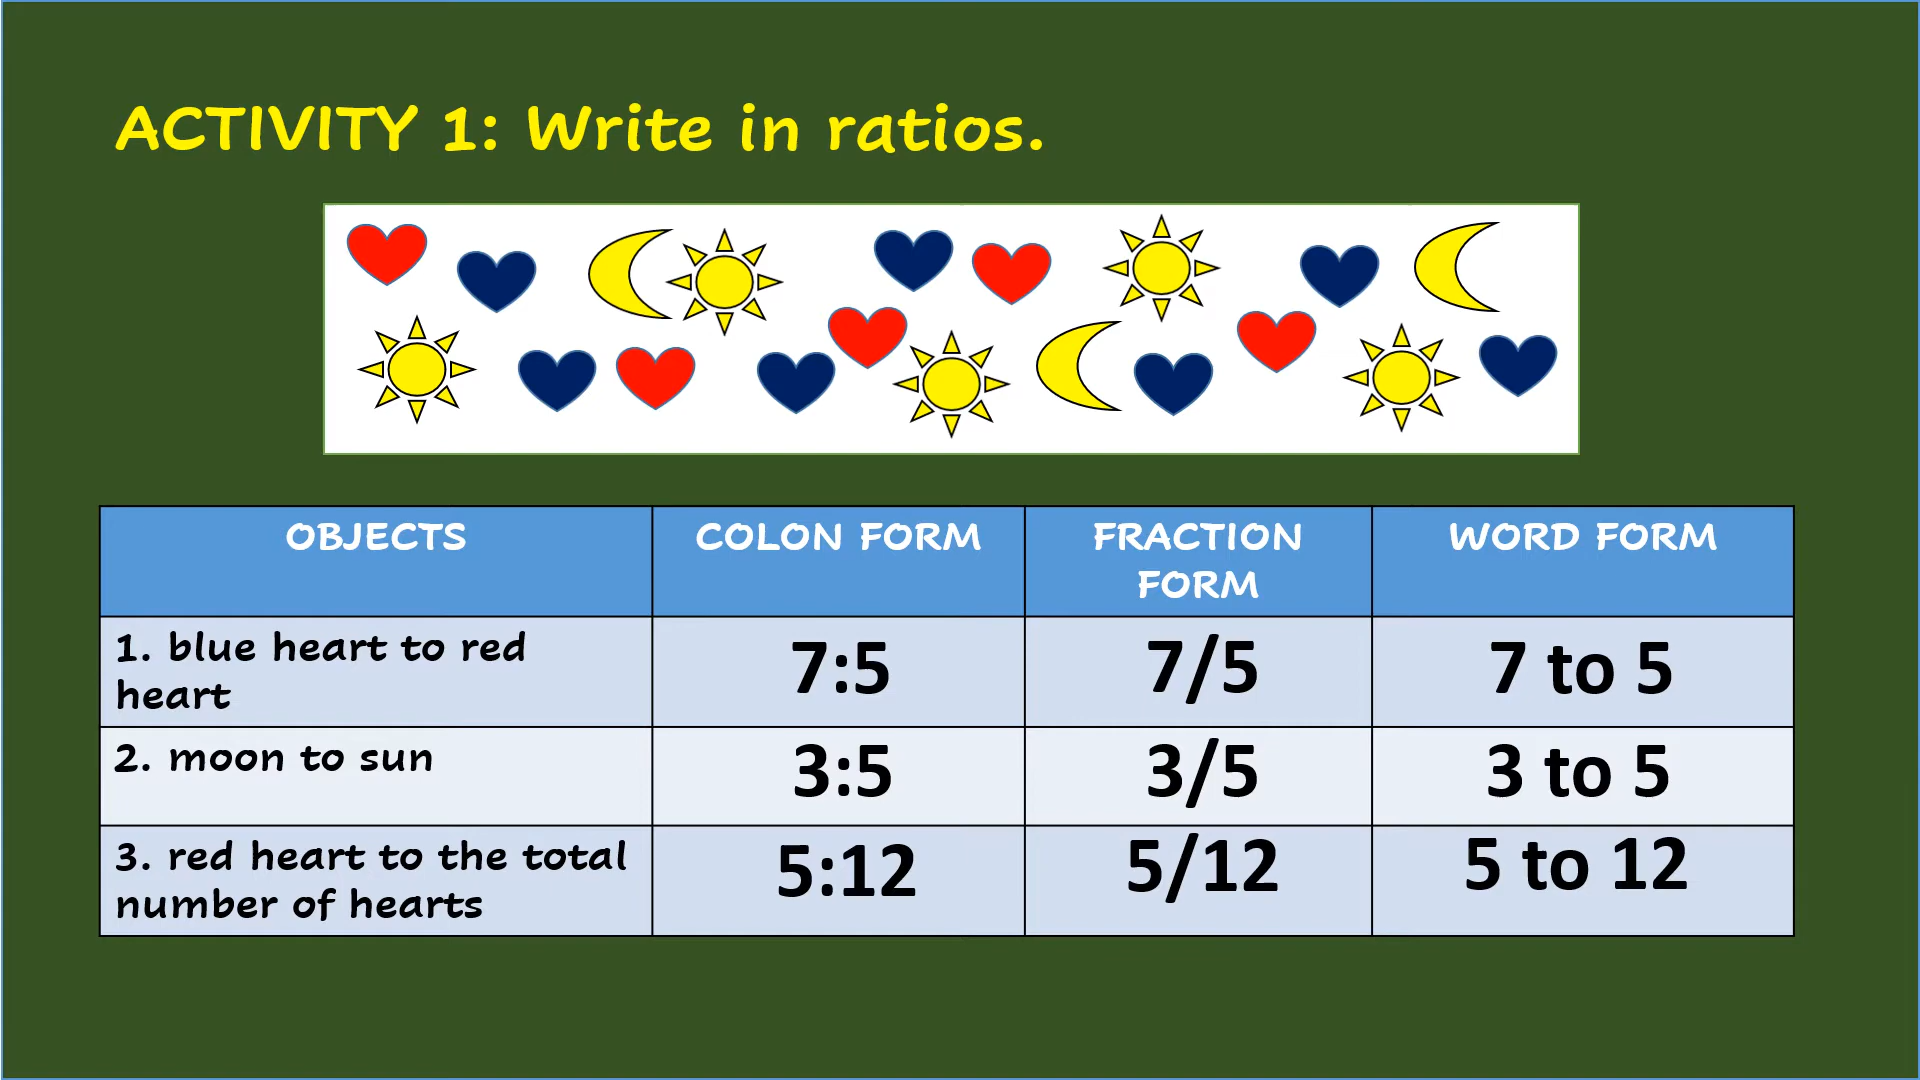 ACTIVITY 1: Write in ratios.
OBJECTS
COLON FORM
FRACTION
FORM
WORD FORM
1. blue heart to red
heart
7:5
7/5
7 to 5
2. moon to sun
3:5
3/5
3 to 5
3. red heart to the total
number of hearts
5:12
5/12
5 to 12